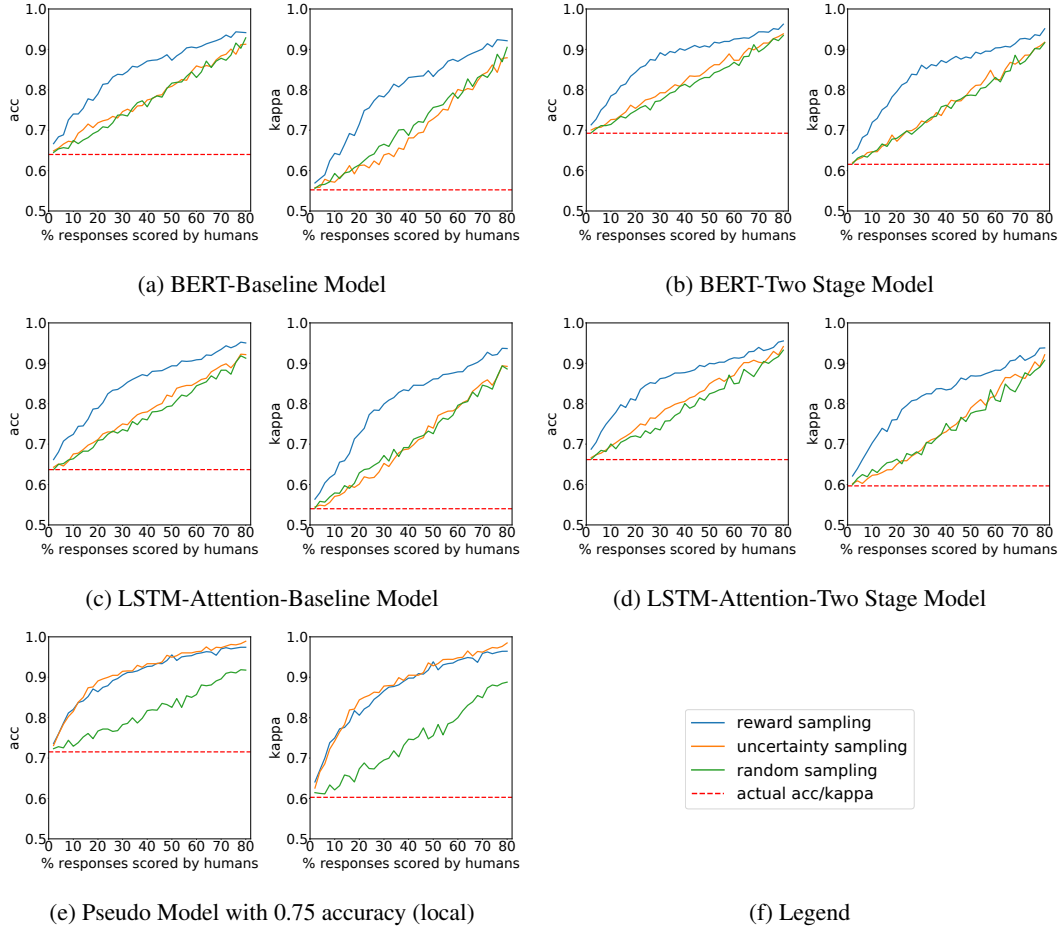 1.0
0.9
0.8
0.7
0.6
0.5
acc
0 10 20 30 40 50 60 70 80
% responses scored by humans
1.0
0.9
0.8
0.7
0.6
0.5
kappa
0 10 20 30 40 50 60 70 80
% responses scored by humans
(a) BERT-Baseline Model
1.0
0.9
0.8
0.7
0.6
0.5
acc
0 10 20 30 40 50 60 70 80
% responses scored by humans
1.0
0.9
0.8
0.7
0.6
0.5
kappa
0 10 20 30 40 50 60 70 80
% responses scored by humans
(b) BERT-Two Stage Model
1.0
0.9
0.8
0.7
0.6
0.5
acc
0 10 20 30 40 50 60 70 80
% responses scored by humans
1.0
0.9
0.8
0.7
0.6
0.5
kappa
0 10 20 30 40 50 60 70 80
% responses scored by humans
(c) LSTM-Attention-Baseline Model
1.0
0.9
0.8
0.7
0.6
0.5
acc
0 10 20 30 40 50 60 70 80
% responses scored by humans
1.0
0.9
0.8
0.7
0.6
0.5
kappa
0 10 20 30 40 50 60 70 80
% responses scored by humans
(d) LSTM-Attention-Two Stage Model
1.0
0.9
0.8
0.7
0.6
0.5
acc
0 10 20 30 40 50 60 70 80
% responses scored by humans
1.0
0.9
0.8
0.7
0.6
0.5
kappa
0 10 20 30 40 50 60 70 80
% responses scored by humans
(e) Pseudo Model with 0.75 accuracy (local)
reward sampling
uncertainty sampling
random sampling
actual acc/kappa
(f) Legend